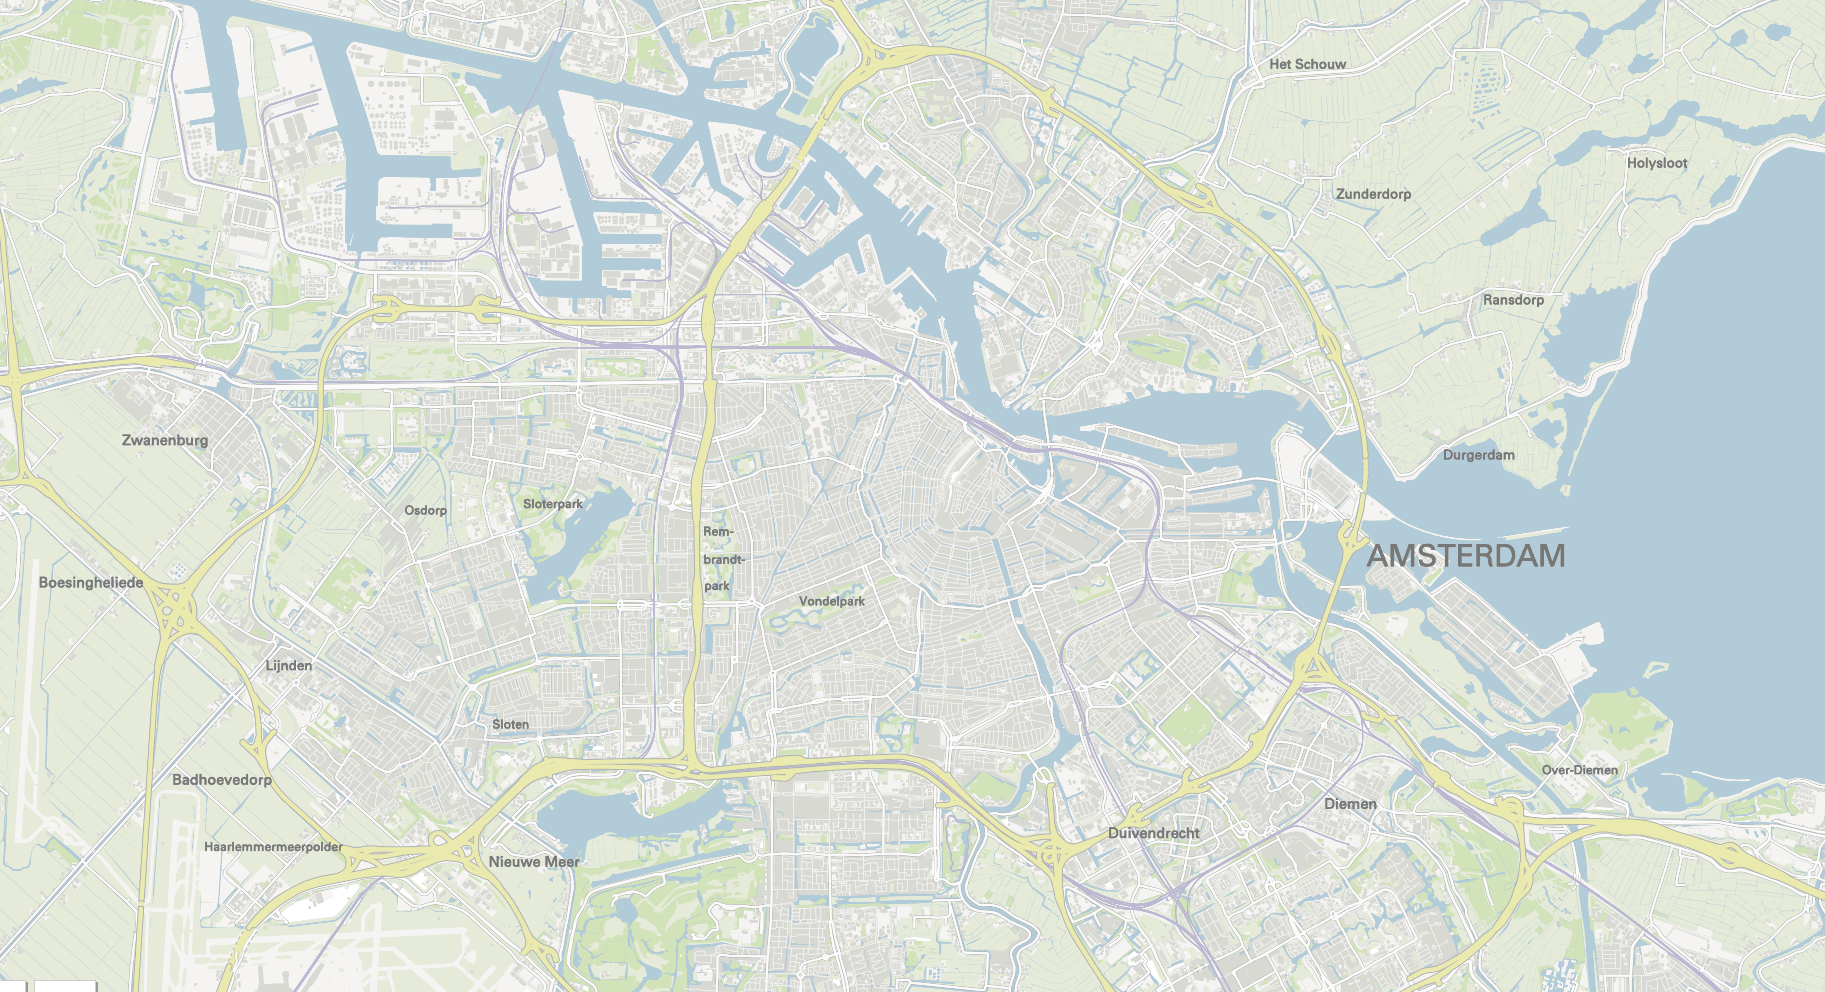 Het Schouw
Holysloot
Zunderdorp
Ransdorp
Zwanenburg
Durgerdam
Sloterpark
Osdorp
Rem-
brandt-
park
AMSTERDAM
Boesingheliede
Vondelpark
Lijnden
Sloten
Over-Diemen
Badhoevedorp
Diemen
Duivendrecht
Haarlemmermeerpolder
Nieuwe Meer